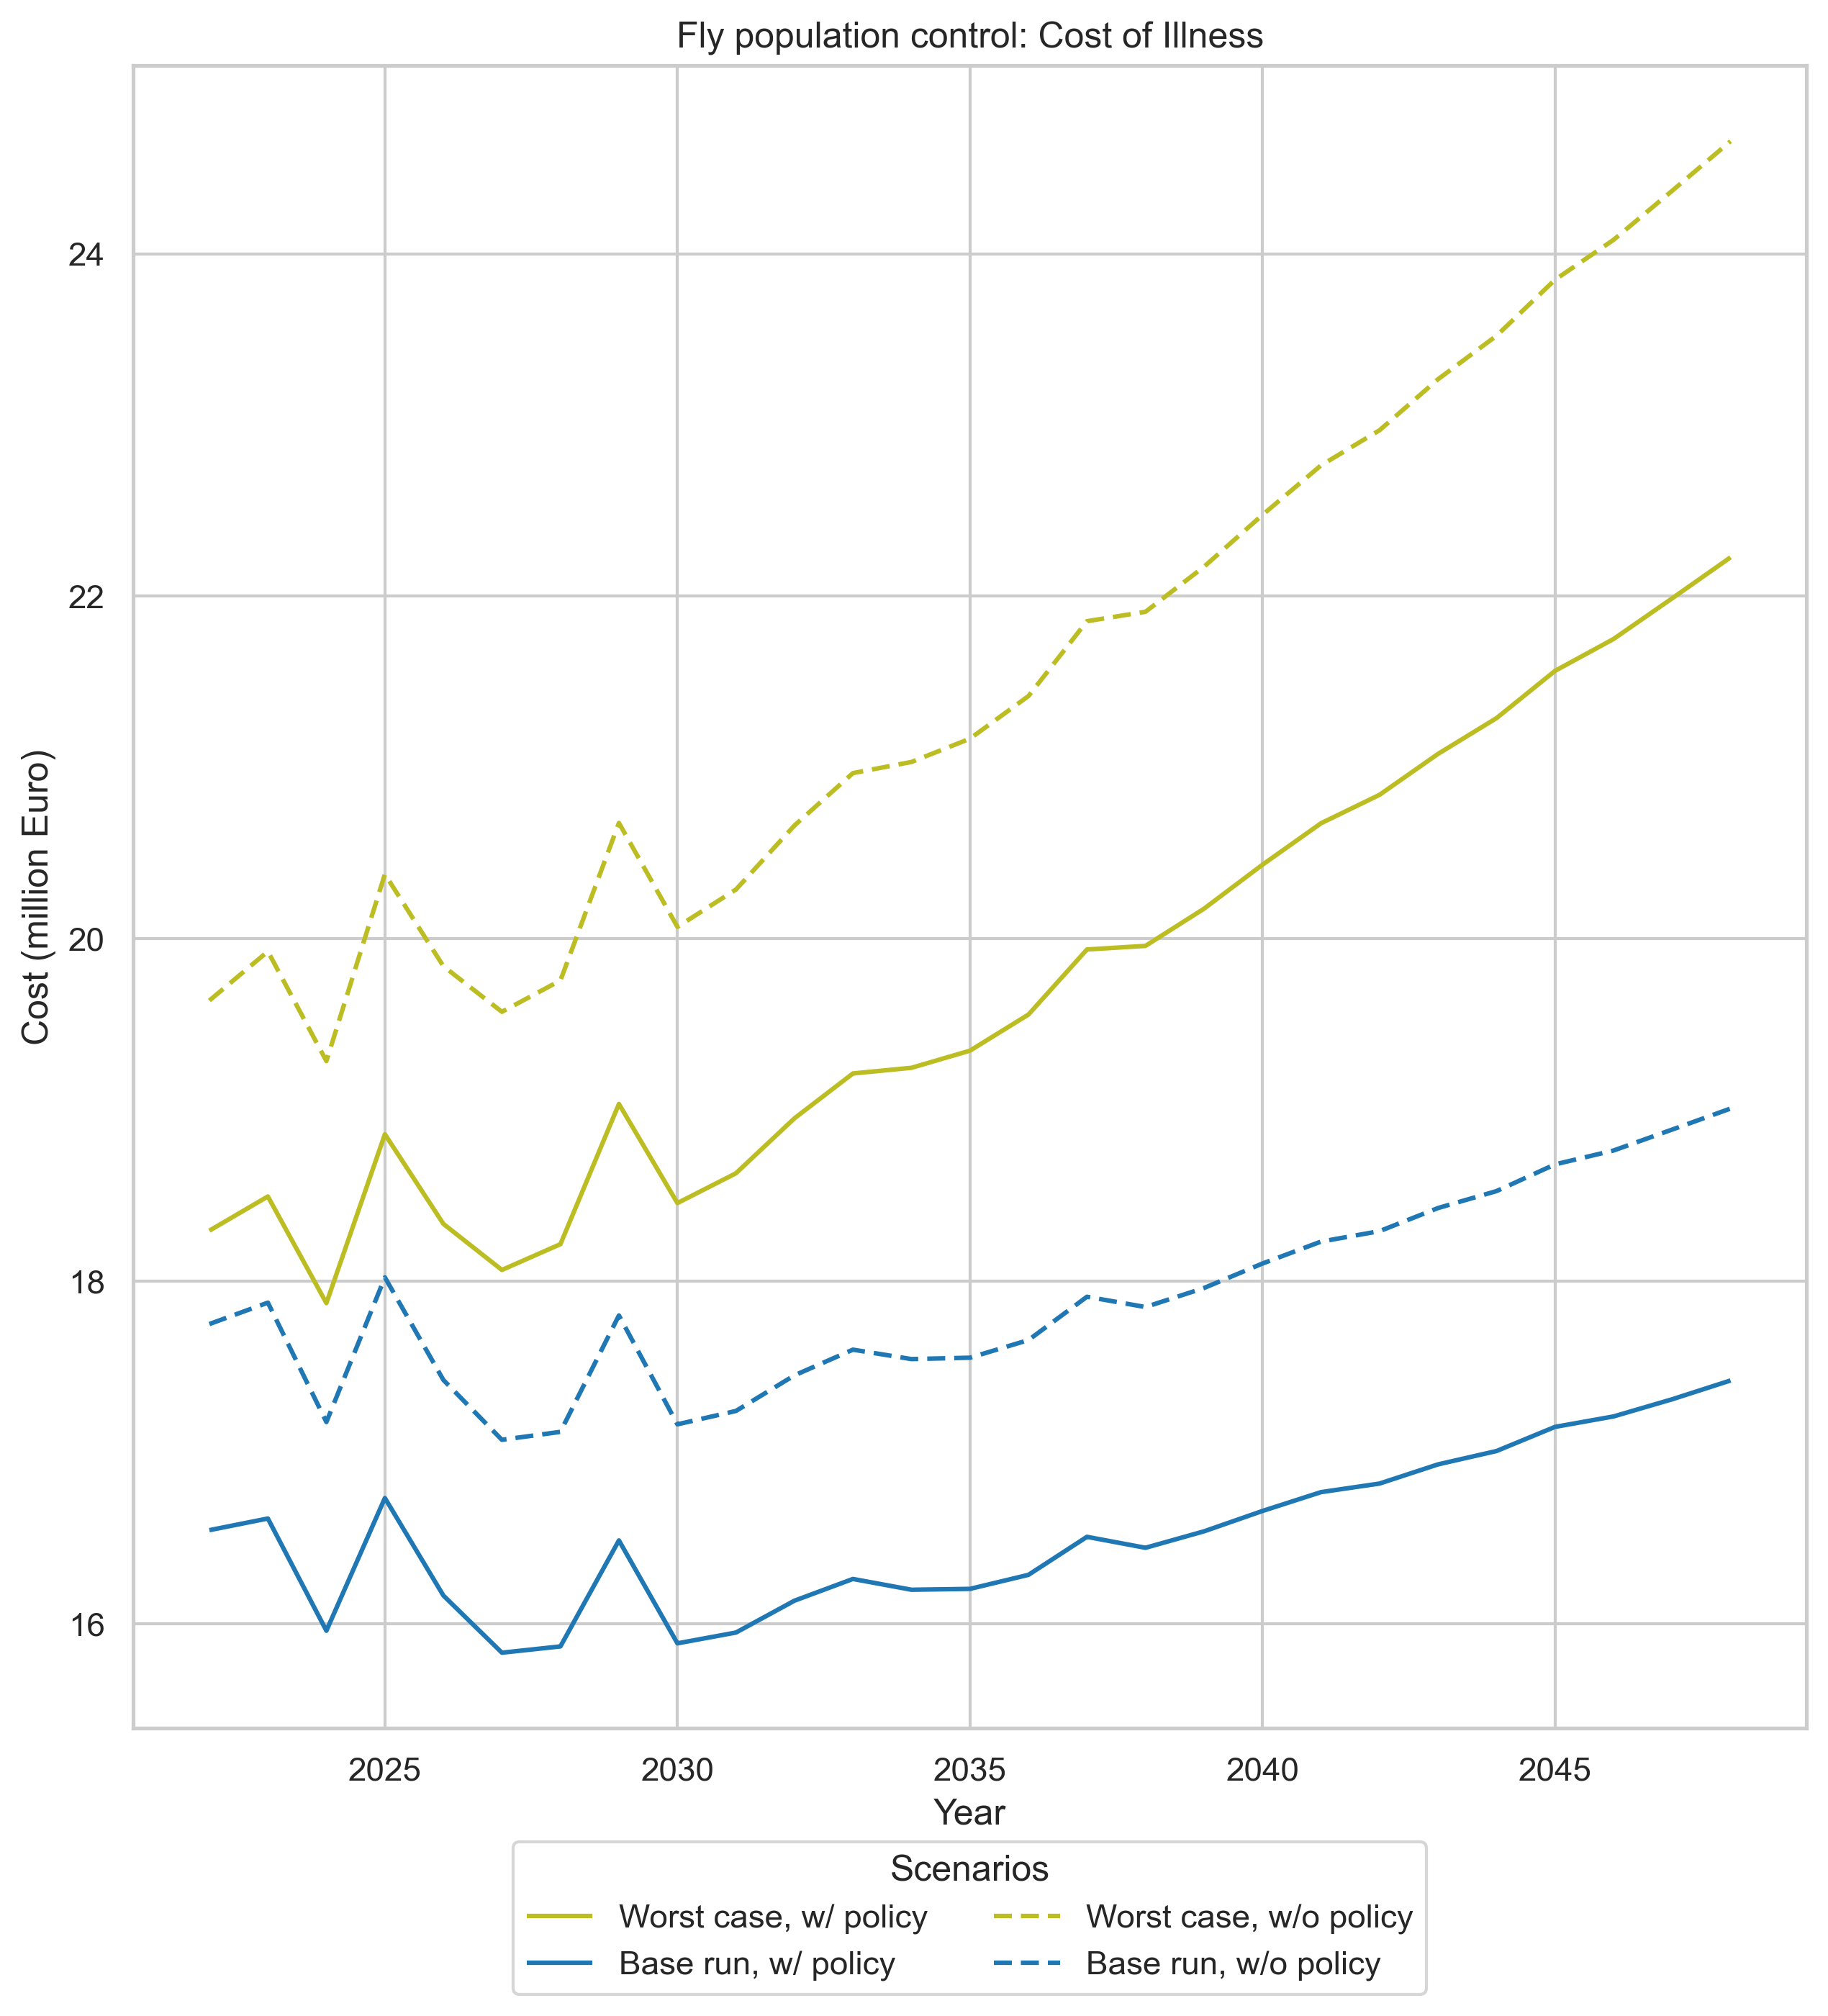 Fly population control: Cost of Illness
Cost (million Euro)
24
22
20
18
16
2025 2030 2035 2040 2045
Year
Scenarios
Worst case, w/ policy Worst case, w/o policy
Base run, w/ policy Base run, w/o policy